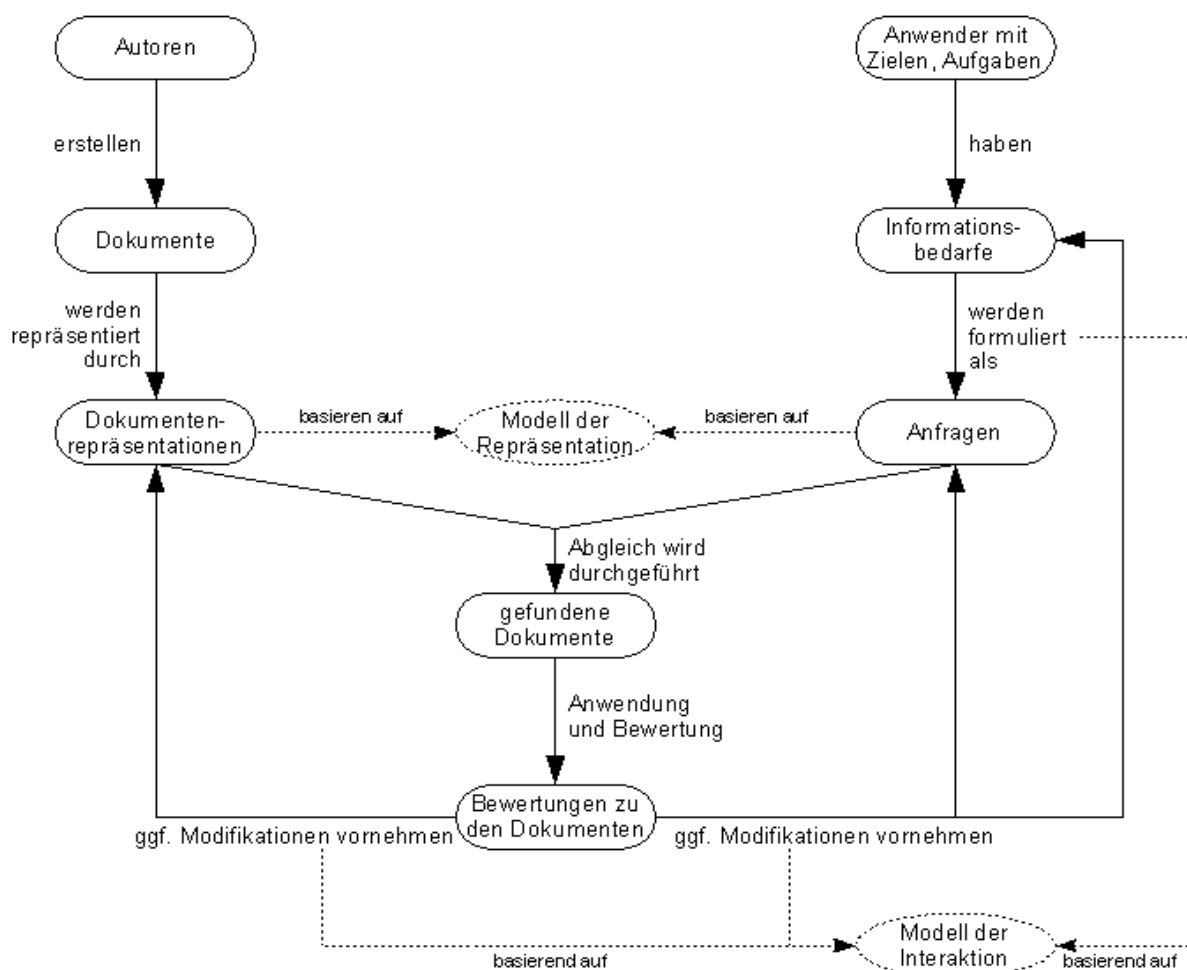 Autoren
Anwender mit
Zielen, Aufgaben
erstellen
haben
Dokumente
Informations-
bedarfe
werden
repräsentiert
durch
werden
formuliert
als
Dokumenten-
repräsentationen
basieren auf
Modell der
Repräsentation
basieren auf
Anfragen
Abgleich wird
durchgeführt
gefundene
Dokumente
Anwendung
und Bewertung
Bewertungen zu
den Dokumenten
ggf. Modifikationen vornehmen
ggf. Modifikationen vornehmen
Modell der
Interaktion
basierend auf
basierend auf